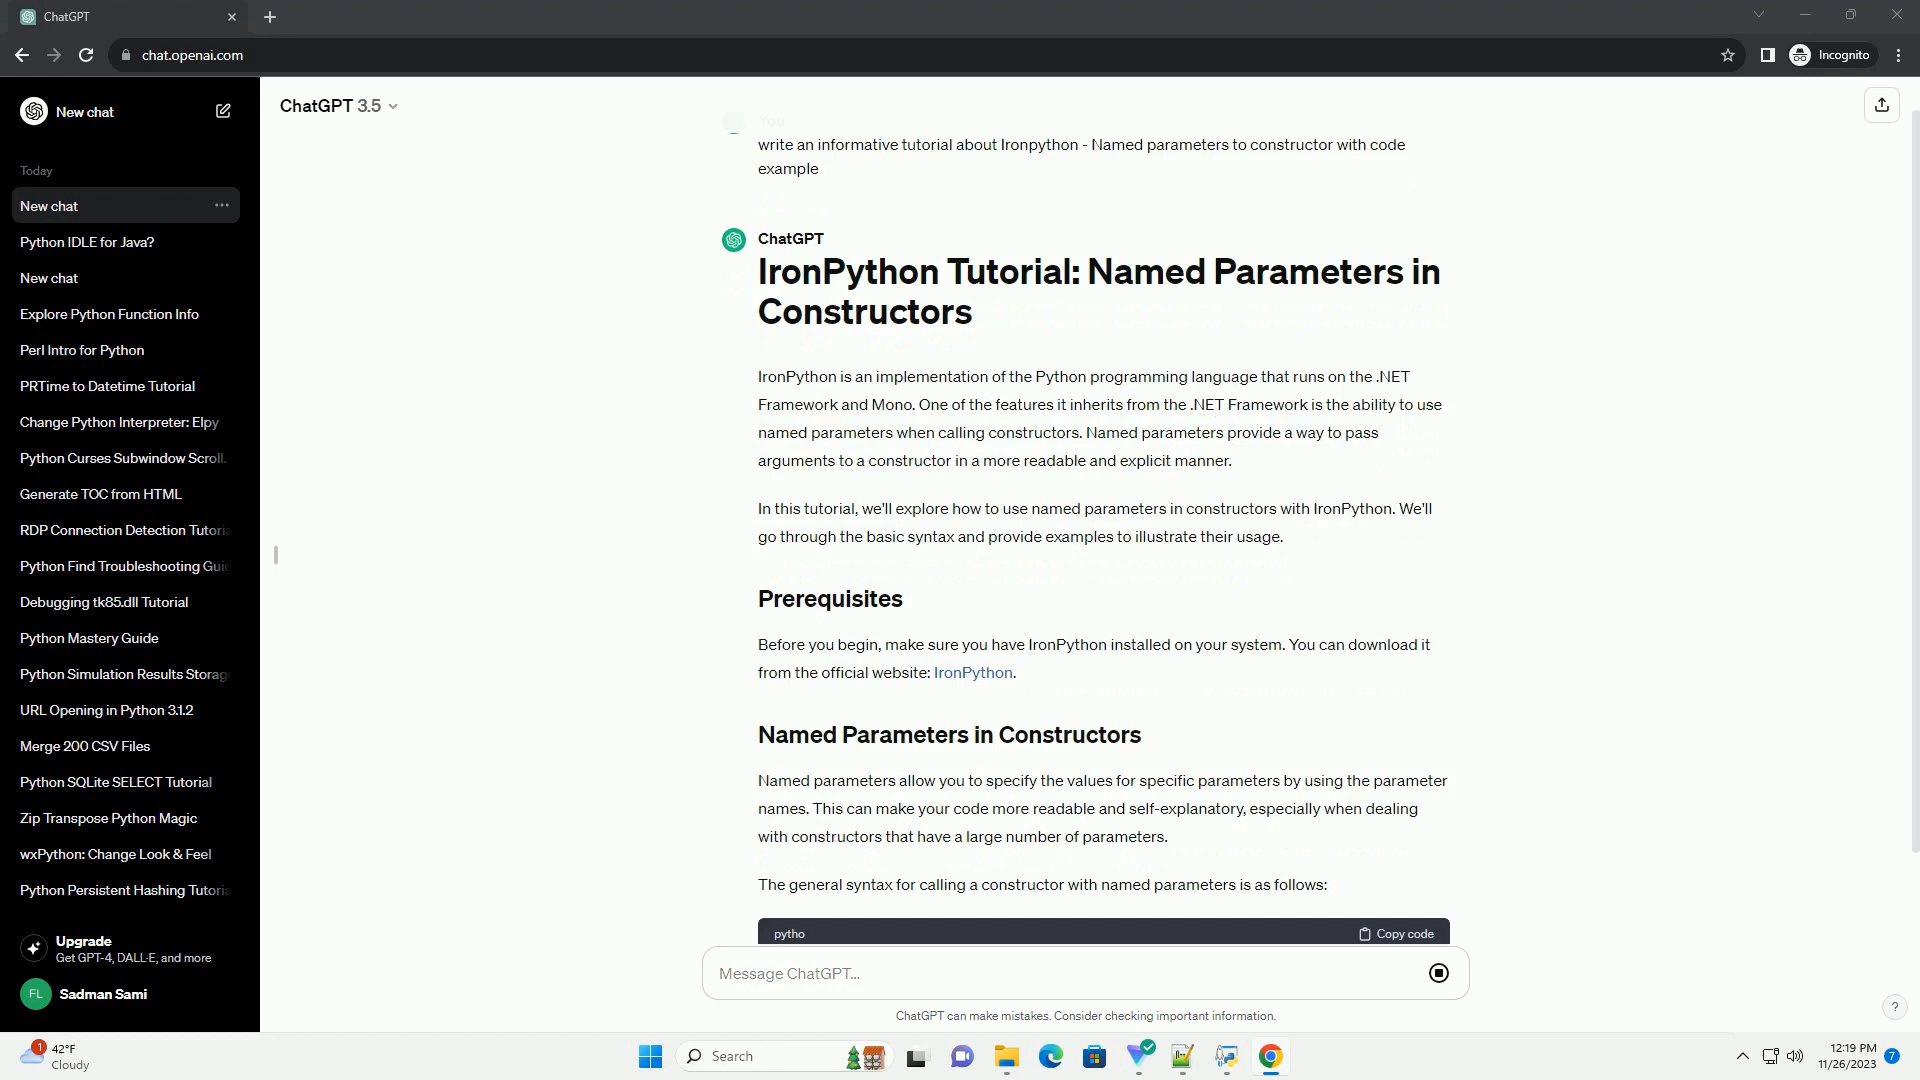 ChatGPT
chat.openai.com
Incognito
New chat
Today
New chat
Python IDLE for Java?
New chat
Explore Python Function Info
Perl Intro for Python
PRTime to Datetime Tutorial
Change Python Interpreter: Elpy
Python Curses Subwindow Scroll.
Generate TOC from HTML
RDP Connection Detection Tutoria
Python Find Troubleshooting Guid
Debugging tk85.dll Tutorial
Python Mastery Guide
Python Simulation Results Storage
URL Opening in Python 3.1.2
Merge 200 CSV Files
Python SQLite SELECT Tutorial
Zip Transpose Python Magic
wxPython: Change Look & Feel
Python Persistent Hashing Tutoria
Upgrade
Get GPT-4, DALL·E, and more
FL
Sadman Sami
ChatGPT 3.5
You
write an informative tutorial about Ironpython - Named parameters to constructor with code
example
ChatGPT
IronPython Tutorial: Named Parameters in
Constructors
IronPython is an implementation of the Python programming language that runs on the .NET
Framework and Mono. One of the features it inherits from the .NET Framework is the ability to use
named parameters when calling constructors. Named parameters provide a way to pass
arguments to a constructor in a more readable and explicit manner.
In this tutorial, we'll explore how to use named parameters in constructors with IronPython. We'll
go through the basic syntax and provide examples to illustrate their usage.
Prerequisites
Before you begin, make sure you have IronPython installed on your system. You can download it
from the official website: IronPython.
Named Parameters in Constructors
Named parameters allow you to specify the values for specific parameters by using the parameter
names. This can make your code more readable and self-explanatory, especially when dealing
with constructors that have a large number of parameters.
The general syntax for calling a constructor with named parameters is as follows:
pytho
Copy code
Message ChatGPT...
ChatGPT can make mistakes. Consider checking important information.
?
1
42°F
Cloudy
Search
12:19 PM
11/26/2023
7